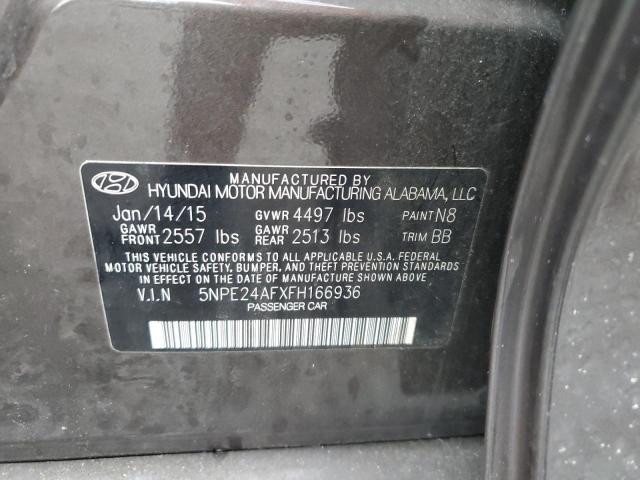 MANUFACTURED BY
HYUNDAI MOTOR MANUFACTURING ALABAMA, LLC
Jan/14/15 GVWR 4497 lbs PAINT N8
GAWR FRONT 2557 lbs GAWR REAR 2513 lbs TRIM BB
THIS VEHICLE CONFORMS TO ALL APPLICABLE U.S.A. FEDERAL
MOTOR VEHICLE SAFETY, BUMPER, AND THEFT PREVENTION STANDARDS
IN EFFECT ON THE DATE OF MANUFACTURE SHOWN ABOVE
V.I.N 5NPE24AFXFH166936
PASSENGER CAR